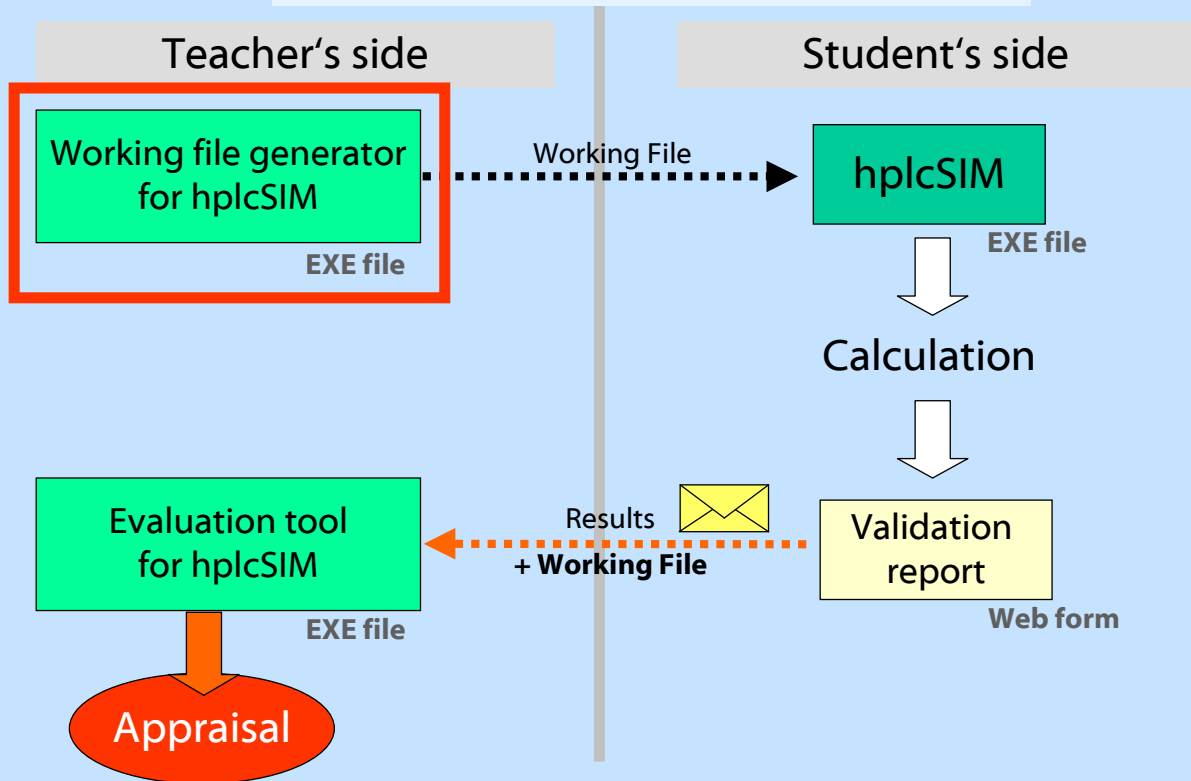 Teacher‘s side
Student‘s side
Working file generator
for hplcSIM
EXE file
Working File
hplcSIM
EXE file
Calculation
Validation
report
Web form
Results
+ Working File
Evaluation tool
for hplcSIM
EXE file
Appraisal